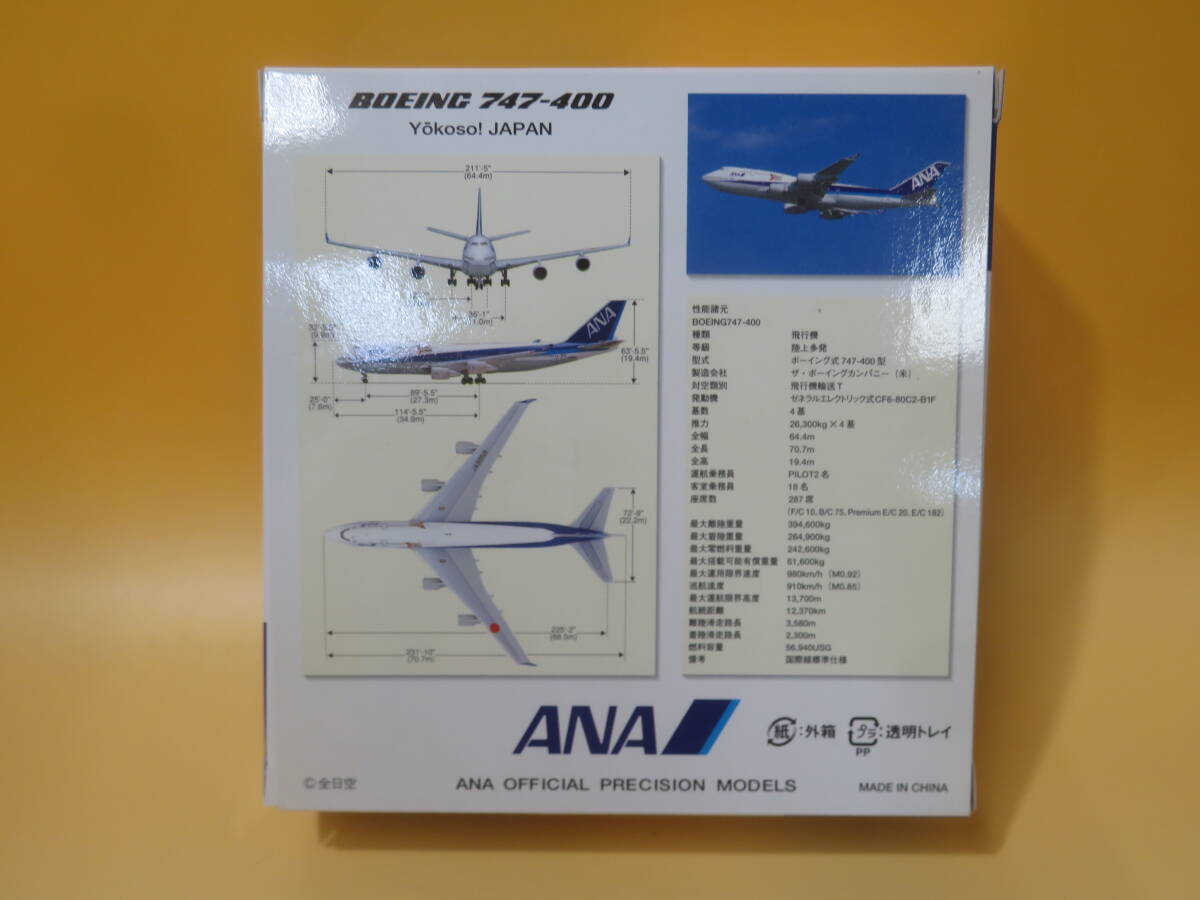 BOEING 747-400
Yōkoso! JAPAN
211'-5"
(64.4m)
36'-1"
ANA
63'-5.5"
(19.4m)
25'-0"
(7.6m)
89'-5.5"
(27.3m)
114'-5.5"
(34.9m)
72'-9"
(22.2m)
225'-2"
(68.5m)
231'-10"
(70.7m)
ANA
性能諸元
BOEING747-400
種類 飛行機
等級 陸上多発
型式 ボーイング式747-400型
製造会社 ザ・ボーイングカンパニー(米)
対空類別 飛行機輸送T
発動機 ゼネラルエレクトリック式CF6-80C2-B1F
基数 4基
推力 26,300kg×4基
全幅 64.4m
全長 70.7m
全高 19.4m
運航乗務員 PILOT2名
客室乗務員 18名
座席数 287席
(F/C 10, B/C 75, Premium E/C 20, E/C 182)
最大離陸重量 394,600kg
最大着陸重量 264,900kg
最大零燃料重量 242,600kg
最大搭載可能有償重量 61,600kg
最大運用限界速度 980km/h (M0.92)
巡航速度 910km/h (M0.85)
最大運航限界高度 13,700m
航続距離 12,370km
離陸滑走路長 3,580m
着陸滑走路長 2,300m
燃料容量 56,940USG
備考 国際線標準仕様
ANA
紙:外箱 プラ:透明トレイ
PP
©全日空
ANA OFFICIAL PRECISION MODELS
MADE IN CHINA